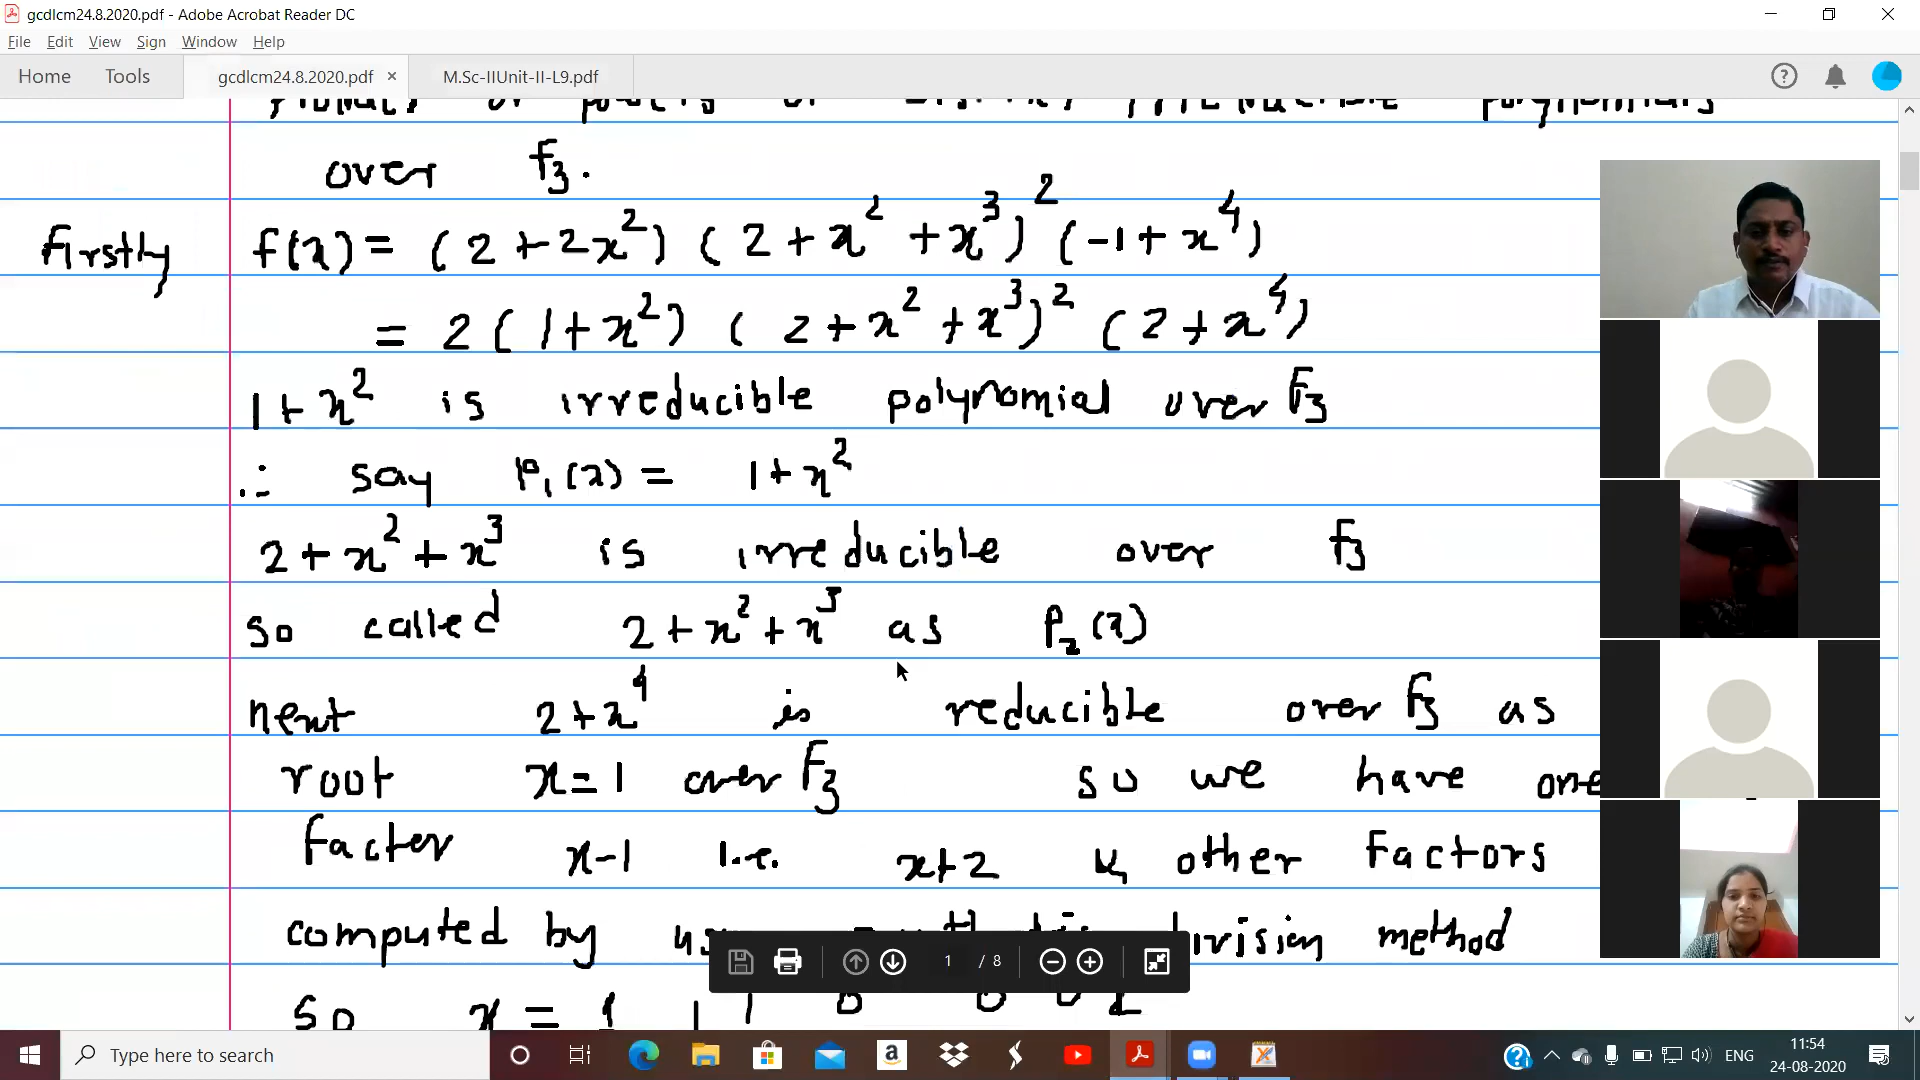 gcdlcm24.8.2020.pdf - Adobe Acrobat Reader DC
File Edit View Sign Window Help
Home Tools gcdlcm24.8.2020.pdf × M.Sc-IIUnit-II-L9.pdf
polynomials
over F₃.
Firstly f(x) = (2 + 2x²) (2 + x² + x³)² (-1 + x⁴)
= 2 (1 + x²) (2 + x² + x³)² (2 + x⁴)
1 + x² is irreducible polynomial over F₃
∴ say P₁(x) = 1 + x²
2 + x² + x³ is irreducible over F₃
so called 2 + x² + x³ as P₂(x)
next 2 + x⁴ is reducible over F₃ as
root x = 1 over F₃ so we have one
factor x-1 i.e. x+2 & other factors
computed by division method
so x = 1
1 / 8
Type here to search
ENG
11:54
24-08-2020